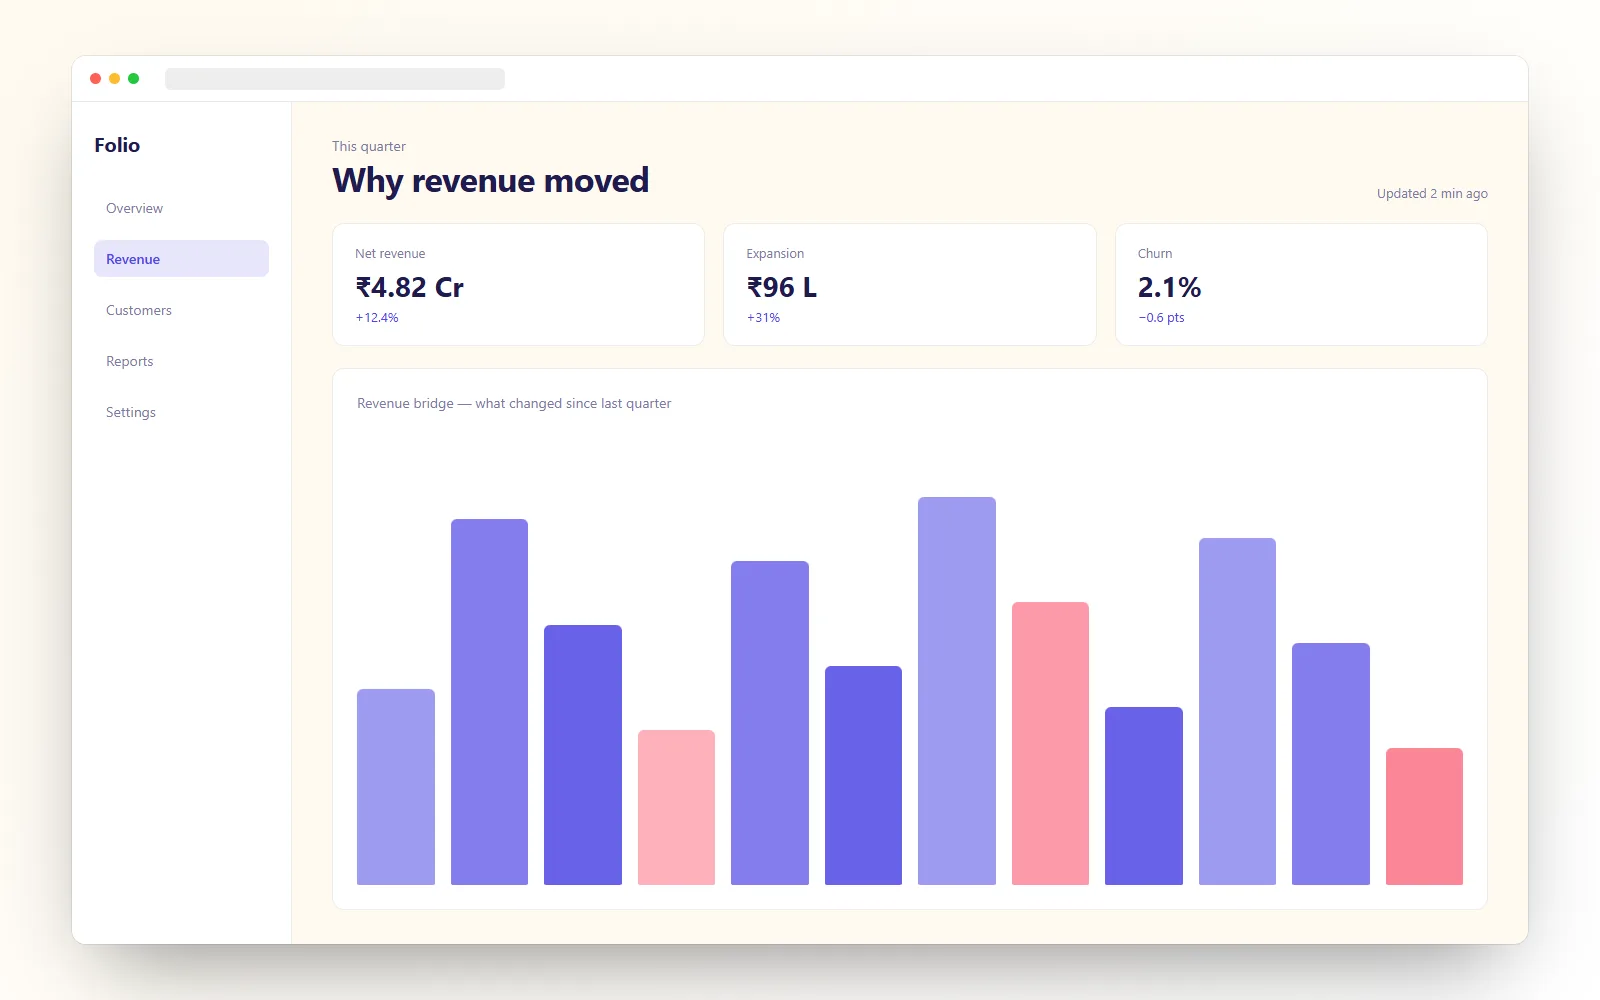 Folio
Overview
Revenue
Customers
Reports
Settings
This quarter
Why revenue moved
Updated 2 min ago
Net revenue
₹4.82 Cr
+12.4%
Expansion
₹96 L
+31%
Churn
2.1%
−0.6 pts
Revenue bridge — what changed since last quarter